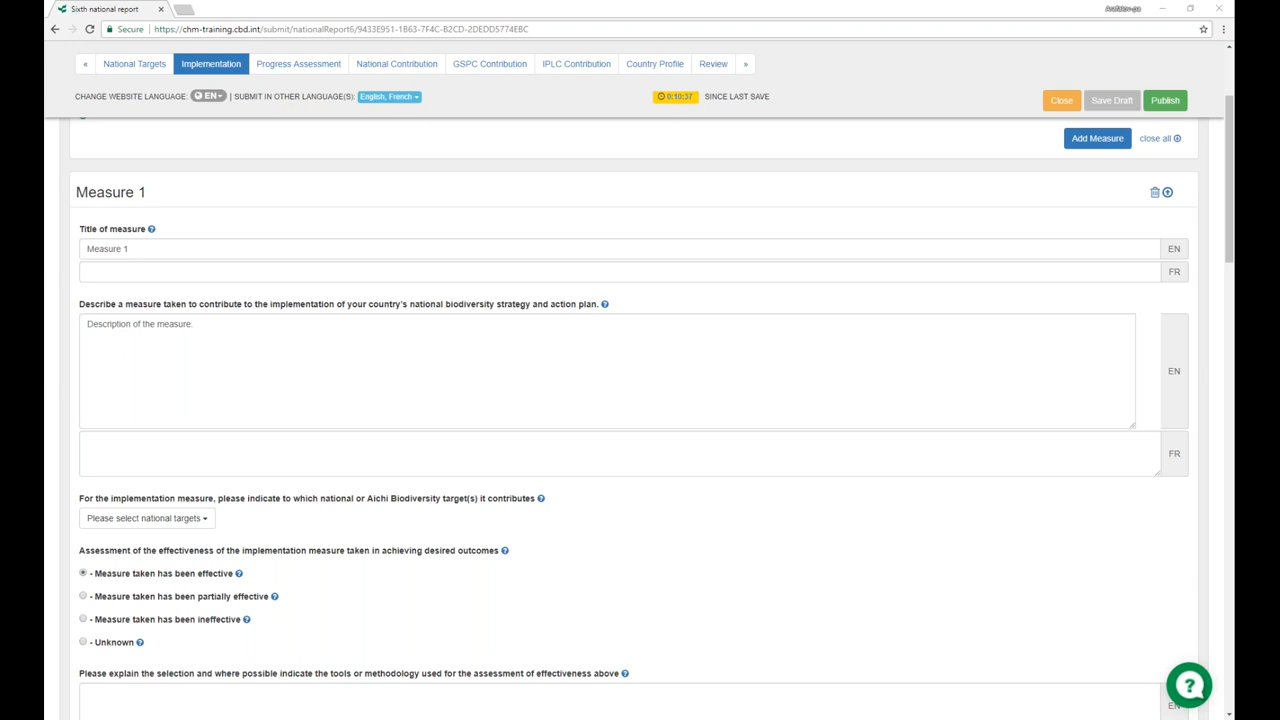 Sixth national report
Arafalov-pa
Secure
https://chm-training.cbd.int/submit/nationalReport6/9433E951-1B63-7F4C-B2CD-2DEDD5774EBC
« National Targets Implementation Progress Assessment National Contribution GSPC Contribution IPLC Contribution Country Profile Review »
CHANGE WEBSITE LANGUAGE: EN | SUBMIT IN OTHER LANGUAGE(S): English, French 0:10:37 SINCE LAST SAVE
Close Save Draft Publish
Add Measure close all
Measure 1
Title of measure ?
Measure 1 EN
FR
Describe a measure taken to contribute to the implementation of your country's national biodiversity strategy and action plan. ?
Description of the measure.
EN
FR
For the implementation measure, please indicate to which national or Aichi Biodiversity target(s) it contributes ?
Please select national targets
Assessment of the effectiveness of the implementation measure taken in achieving desired outcomes ?
- Measure taken has been effective ?
- Measure taken has been partially effective ?
- Measure taken has been ineffective ?
- Unknown ?
Please explain the selection and where possible indicate the tools or methodology used for the assessment of effectiveness above ?
EN
?